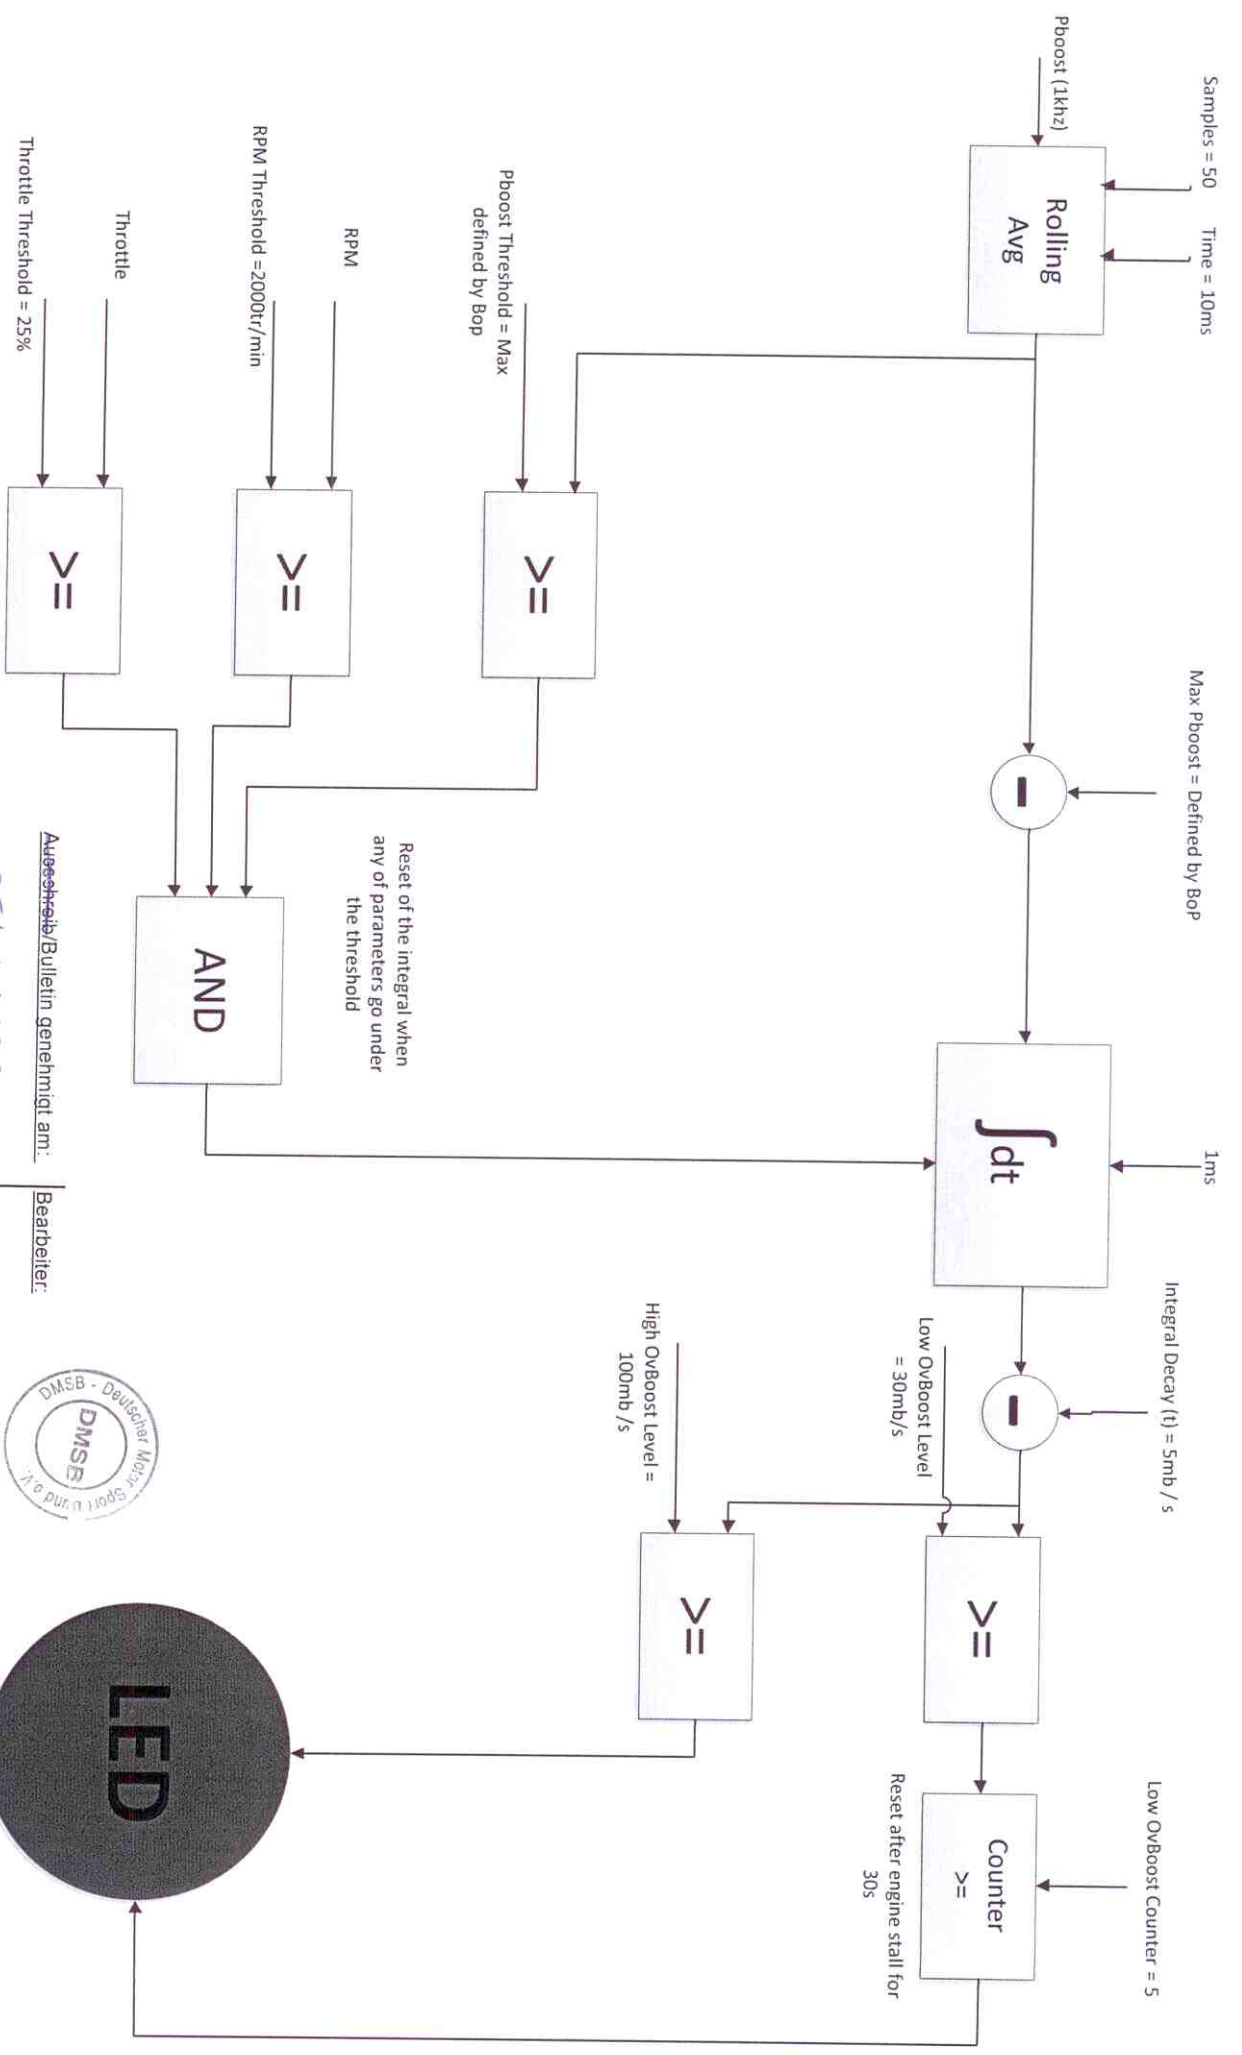 Samples = 50
Time = 10ms
Pboost (1khz)
Rolling
Avg
Max Pboost = Defined by BoP
-
1ms
∫dt
Integral Decay (t) = 5mb / s
-
Low OvBoost Level
= 30mb/s
>=
Low OvBoost Counter = 5
Counter
>=
Reset after engine stall for
30s
High OvBoost Level =
100mb /s
>=
Pboost Threshold = Max
defined by Bop
>=
RPM
RPM Threshold =2000tr/min
>=
Throttle
Throttle Threshold = 25%
>=
Reset of the integral when
any of parameters go under
the threshold
AND
LED
Ausschreib/Bulletin genehmigt am:
Bearbeiter:
DMSB - Deutscher Motor Sport Bund e.V.
DMSB